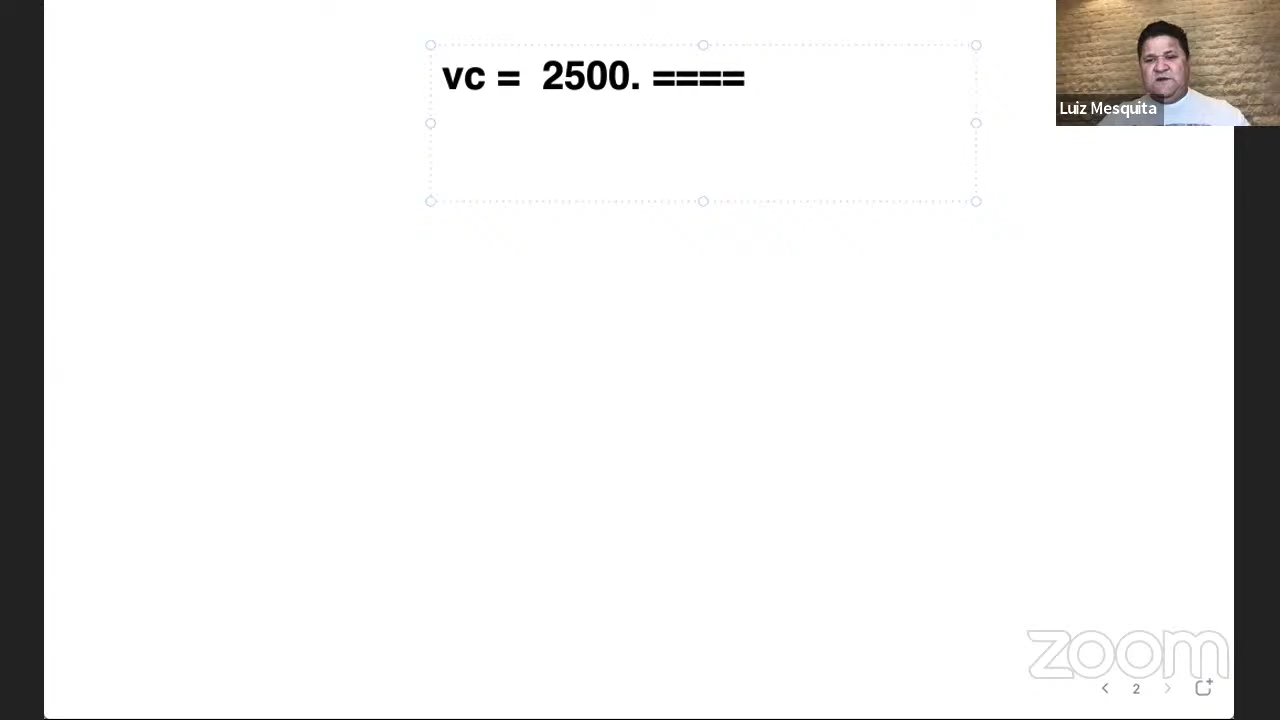 vc =  2500. ====
Luiz Mesquita
zoom
2